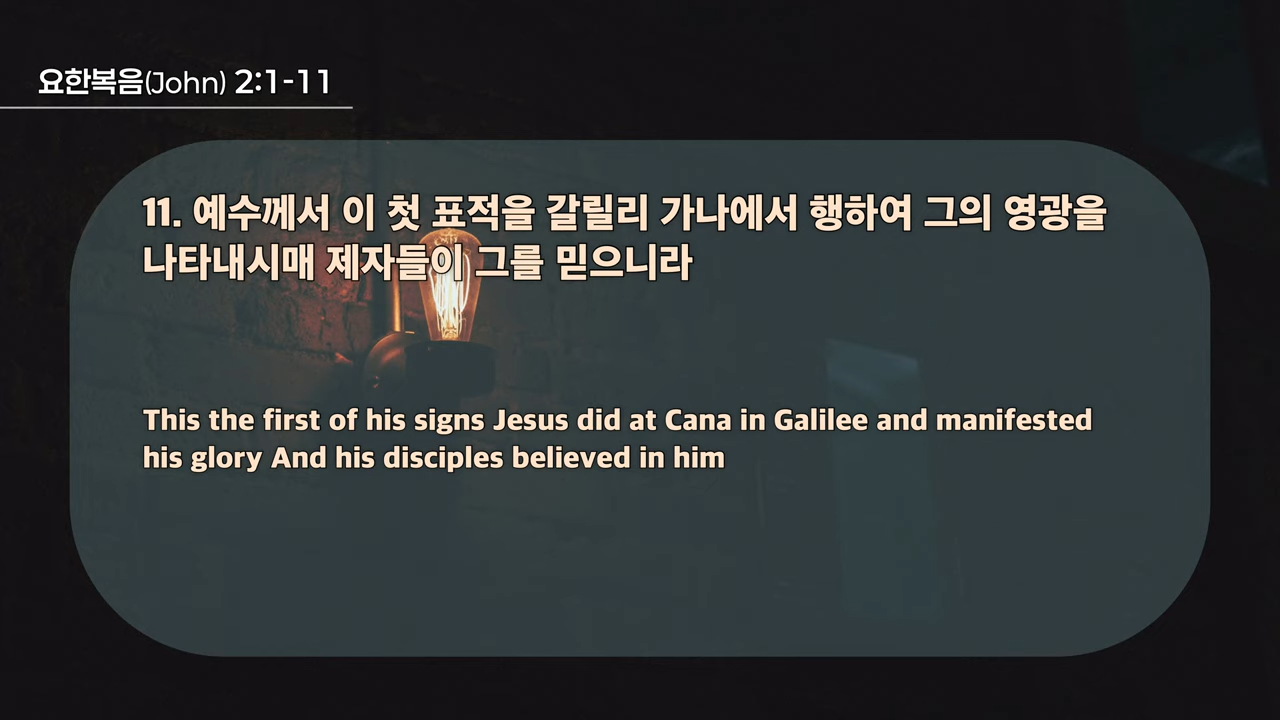 요한복음(John) 2:1-11
11. 예수께서 이 첫 표적을 갈릴리 가나에서 행하여 그의 영광을
나타내시매 제자들이 그를 믿으니라
This the first of his signs Jesus did at Cana in Galilee and manifested
his glory And his disciples believed in him